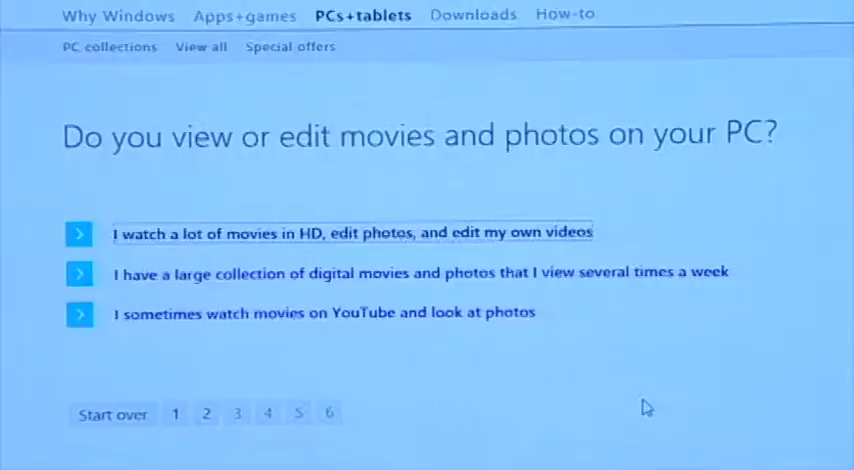 Why Windows Apps+games PCs+tablets Downloads How-to
PC collections View all Special offers
Do you view or edit movies and photos on your PC?
I watch a lot of movies in HD, edit photos, and edit my own videos
I have a large collection of digital movies and photos that I view several times a week
I sometimes watch movies on YouTube and look at photos
Start over 1 2 3 4 5 6